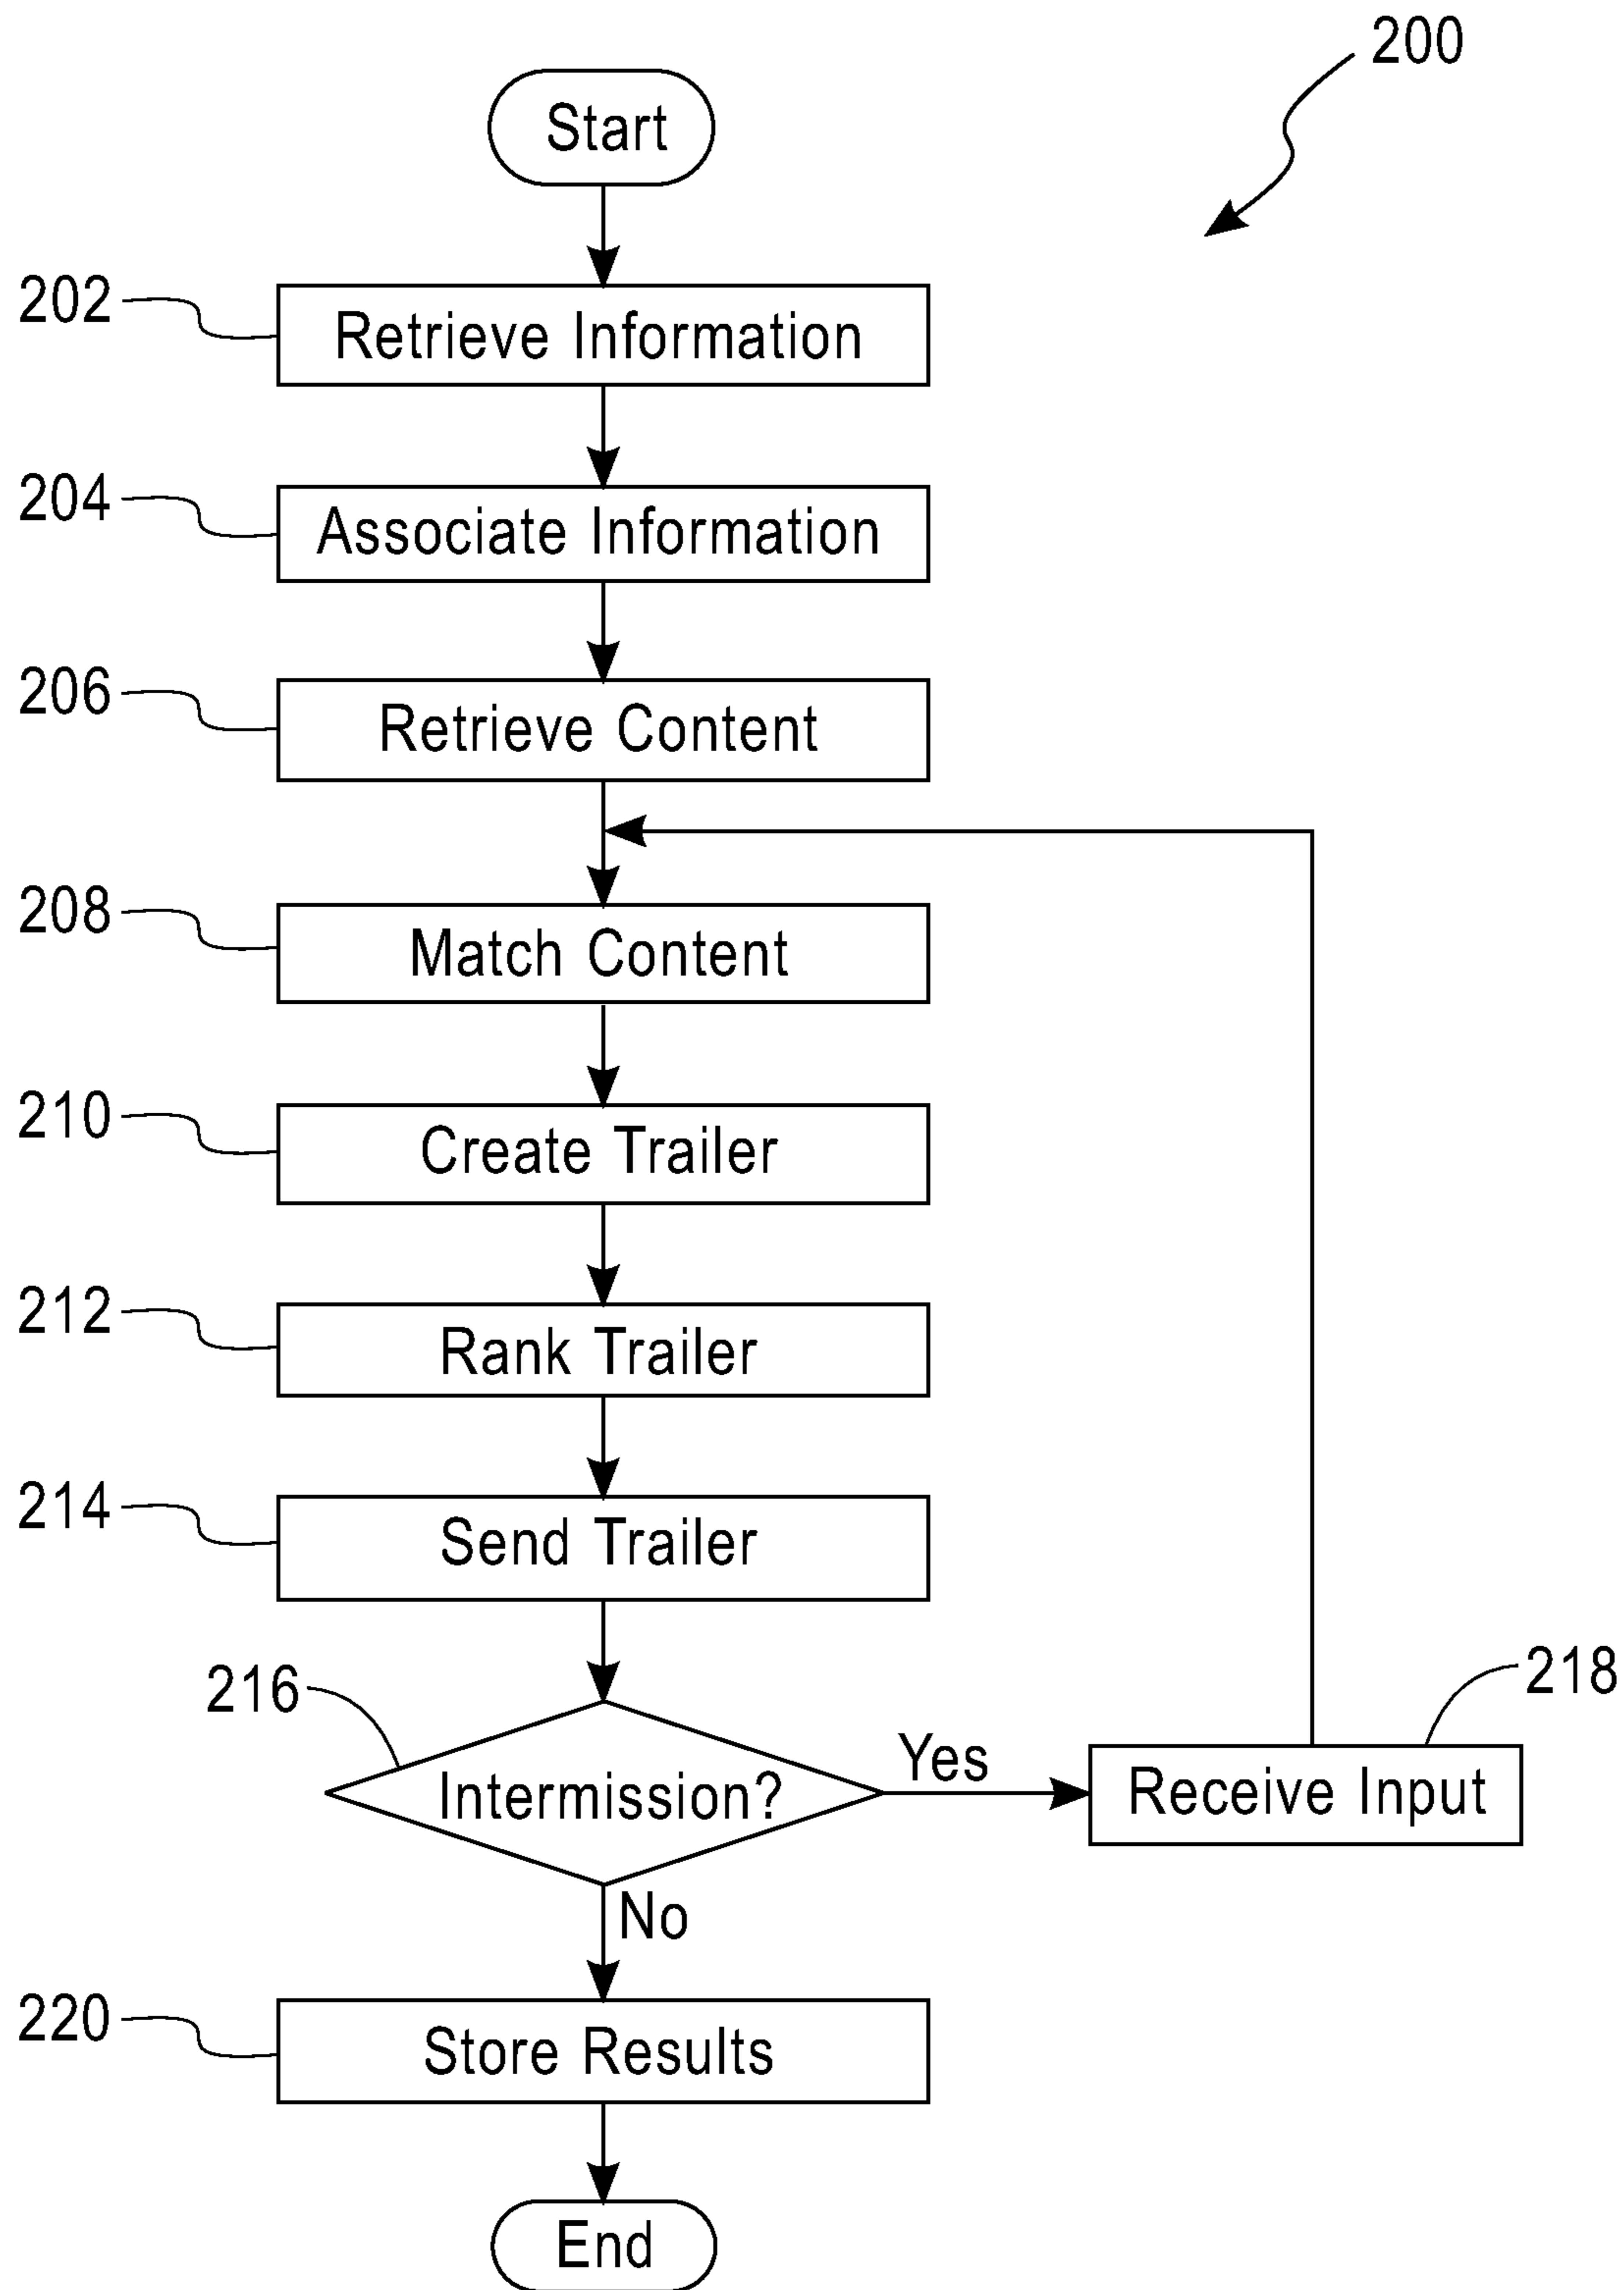 200
Start
202
Retrieve Information
204
Associate Information
206
Retrieve Content
208
Match Content
210
Create Trailer
212
Rank Trailer
214
Send Trailer
216
Intermission?
Yes
218
Receive Input
No
220
Store Results
End